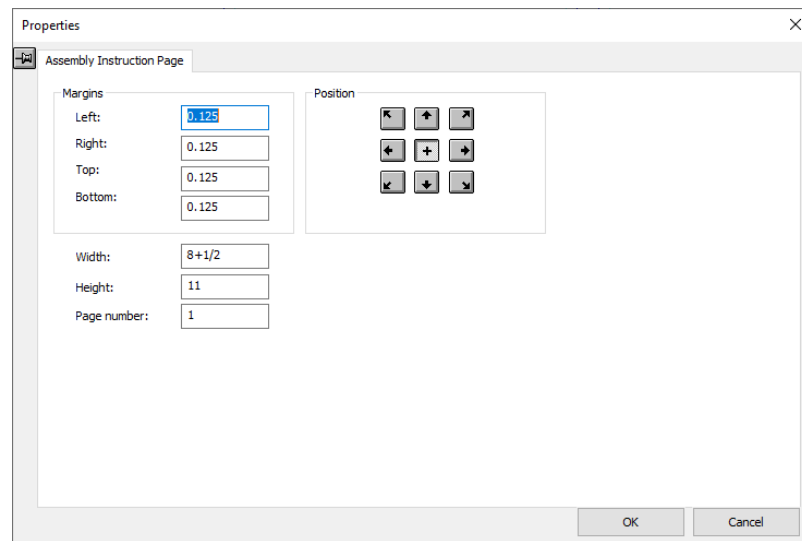 Properties
Assembly Instruction Page
Margins
Left: 0.125
Right: 0.125
Top: 0.125
Bottom: 0.125
Position
+
Width: 8+1/2
Height: 11
Page number: 1
OK Cancel